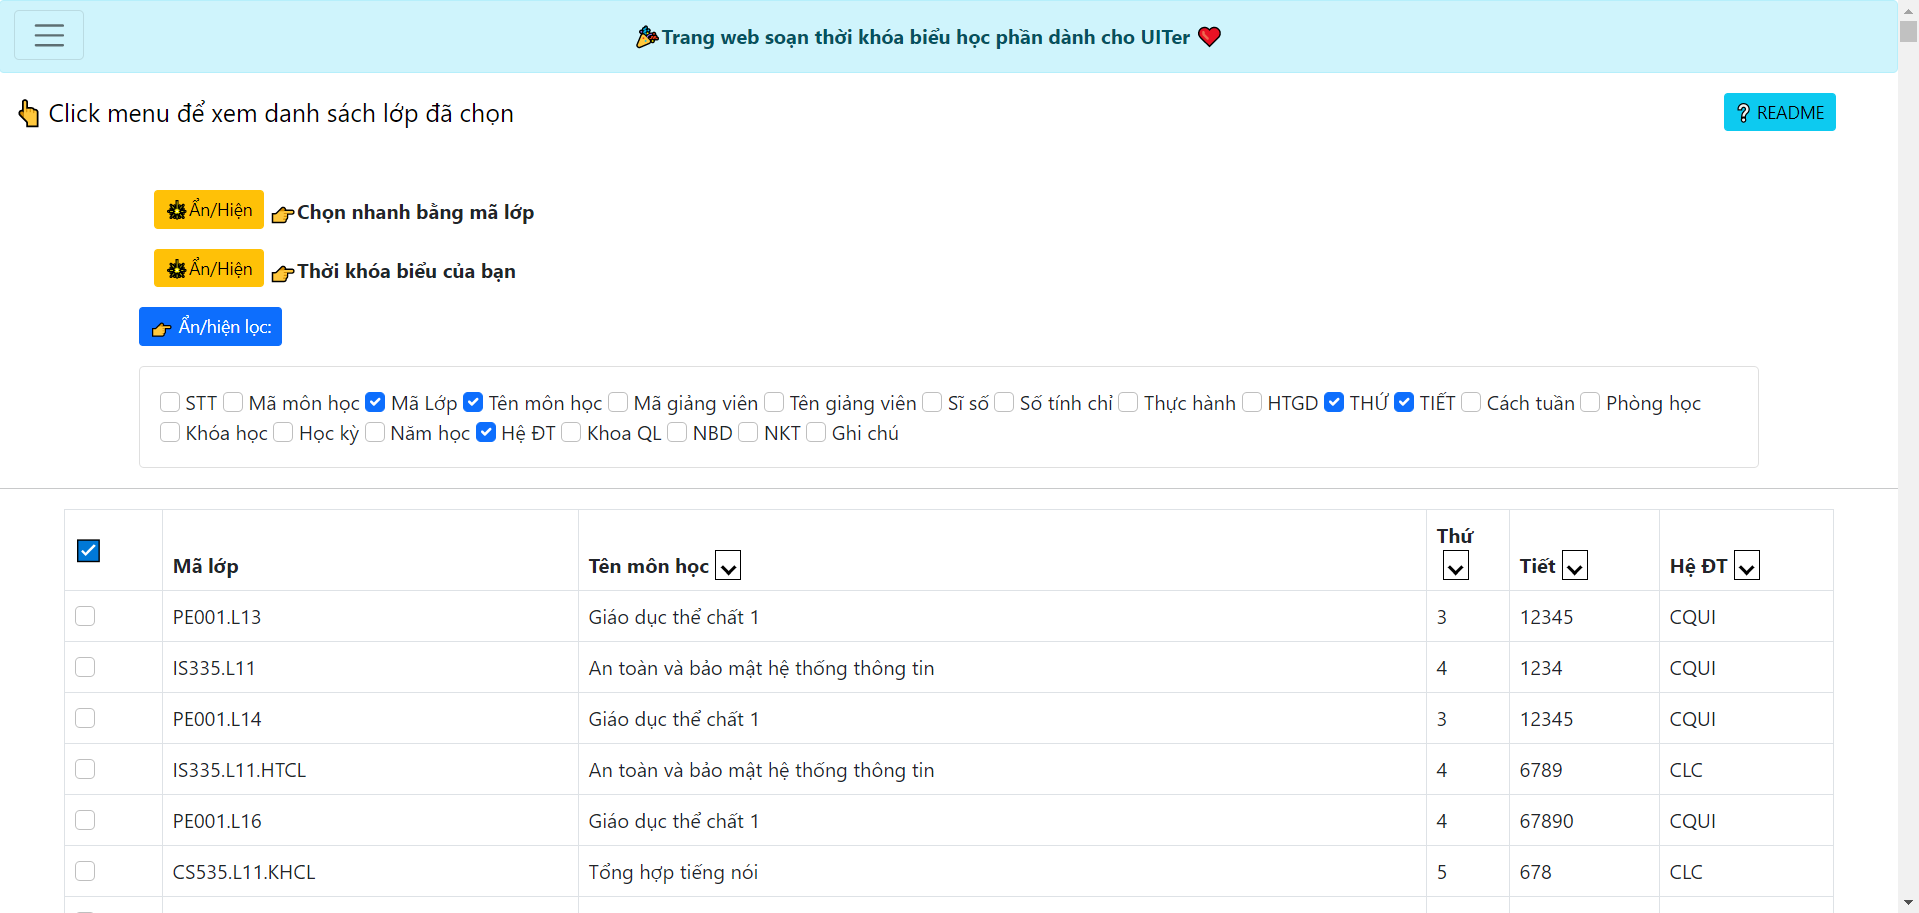 🎉Trang web soạn thời khóa biểu học phần dành cho UITer ❤️
👆 Click menu để xem danh sách lớp đã chọn
❔ README
Ẩn/Hiện 👉Chọn nhanh bằng mã lớp
Ẩn/Hiện 👉Thời khóa biểu của bạn
👉 Ẩn/hiện lọc:
STT Mã môn học Mã Lớp Tên môn học Mã giảng viên Tên giảng viên Sĩ số Số tính chỉ Thực hành HTGD THỨ TIẾT Cách tuần Phòng học
Khóa học Học kỳ Năm học Hệ ĐT Khoa QL NBD NKT Ghi chú
Mã lớp Tên môn học Thứ Tiết Hệ ĐT
PE001.L13 Giáo dục thể chất 1 3 12345 CQUI
IS335.L11 An toàn và bảo mật hệ thống thông tin 4 1234 CQUI
PE001.L14 Giáo dục thể chất 1 3 12345 CQUI
IS335.L11.HTCL An toàn và bảo mật hệ thống thông tin 4 6789 CLC
PE001.L16 Giáo dục thể chất 1 4 67890 CQUI
CS535.L11.KHCL Tổng hợp tiếng nói 5 678 CLC